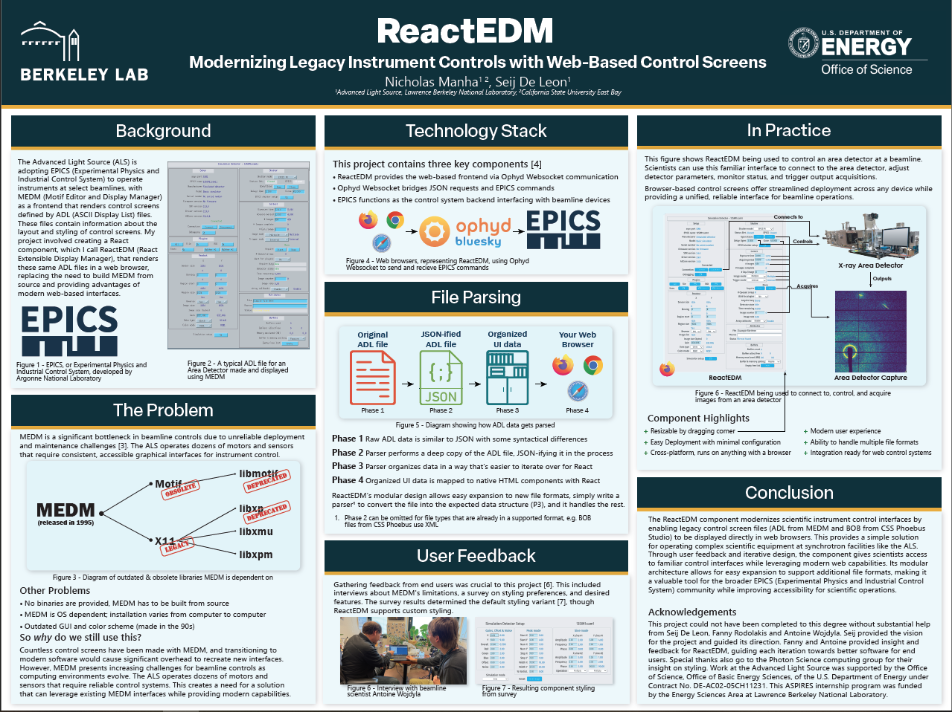 ReactEDM
Modernizing Legacy Instrument Controls with Web-Based Control Screens
Nicholas Manha¹ ², Seij De Leon¹
¹Advanced Light Source, Lawrence Berkeley National Laboratory, ²California State University East Bay
BERKELEY LAB
U.S. DEPARTMENT OF
ENERGY
Office of Science
Background
The Advanced Light Source (ALS) is
adopting EPICS (Experimental Physics and
Industrial Control System) to operate
instruments at select beamlines, with
MEDM (Motif Editor and Display Manager)
as a frontend that renders control screens
defined by ADL (ASCII Display List) files.
These files contain information about the
layout and styling of control screens. My
project involved creating a React
component, which I call ReactEDM (React
Extensible Display Manager), that renders
these same ADL files in a web browser,
replacing the need to build MEDM from
source and providing advantages of
modern web-based interfaces.
EPICS
Figure 1 - EPICS, or Experimental Physics and
Industrial Control System, developed by
Argonne National Laboratory
Figure 2 - A typical ADL file for an
Area Detector made and displayed
using MEDM
The Problem
MEDM is a significant bottleneck in beamline controls due to unreliable deployment
and maintenance challenges [3]. The ALS operates dozens of motors and sensors
that require consistent, accessible graphical interfaces for instrument control.
MEDM
(released in 1995)
Motif
OBSOLETE
libmotif
DEPRECATED
X11
LEGACY
libxp
DEPRECATED
libxmu
libxpm
Figure 3 - Diagram of outdated & obsolete libraries MEDM is dependent on
Other Problems
• No binaries are provided, MEDM has to be built from source
• MEDM is OS dependent: installation varies from computer to computer
• Outdated GUI and color scheme (made in the 90s)
So why do we still use this?
Countless control screens have been made with MEDM, and transitioning to
modern software would cause significant overhead to recreate new interfaces.
However, MEDM presents increasing challenges for beamline controls as
computing environments evolve. The ALS operates dozens of motors and
sensors that require reliable control systems. This creates a need for a solution
that can leverage existing MEDM interfaces while providing modern capabilities.
Technology Stack
This project contains three key components [4]
• ReactEDM provides the web-based frontend via Ophyd Websocket communication
• Ophyd Websocket bridges JSON requests and EPICS commands
• EPICS functions as the control system backend interfacing with beamline devices
ophyd
bluesky
EPICS
Figure 4 - Web browsers, representing ReactEDM, using Ophyd
Websocket to send and recieve EPICS commands
File Parsing
Original
ADL file
JSON-ified
ADL file
Organized
UI data
Your Web
Browser
{;}
JSON
Phase 1
Phase 2
Phase 3
Phase 4
Figure 5 - Diagram showing how ADL data gets parsed
Phase 1 Raw ADL data is similar to JSON with some syntactical differences
Phase 2 Parser performs a deep copy of the ADL file, JSON-ifying it in the process
Phase 3 Parser organizes data in a way that's easier to iterate over for React
Phase 4 Organized UI data is mapped to native HTML components with React
ReactEDM's modular design allows easy expansion to new file formats, simply write a
parser¹ to convert the file into the expected data structure (P3), and it handles the rest.
1. Phase 2 can be omitted for file types that are already in a supported format, e.g. BOB
files from CSS Phoebus use XML
User Feedback
Gathering feedback from end users was crucial to this project [6]. This included
interviews about MEDM's limitations, a survey on styling preferences, and desired
features. The survey results determined the default styling variant [7], though
ReactEDM supports custom styling.
Figure 6 - Interview with beamline
scientist Antoine Wojdyla
Figure 7 - Resulting component styling
from survey
In Practice
This figure shows ReactEDM being used to control an area detector at a beamline.
Scientists can use this familiar interface to connect to the area detector, adjust
detector parameters, monitor status, and trigger output acquisitions.
Browser-based control screens offer streamlined deployment across any device while
providing a unified, reliable interface for beamline operations.
Connects to
Controls
Acquires
X-ray Area Detector
Outputs
ReactEDM
Area Detector Capture
Figure 6 - ReactEDM being used to connect to, control, and acquire
images from an area detector
Component Highlights
+ Resizable by dragging corner
+ Easy Deployment with minimal configuration
+ Cross-platform, runs on anything with a browser
+ Modern user experience
+ Ability to handle multiple file formats
+ Integration ready for web control systems
Conclusion
The ReactEDM component modernizes scientific instrument control interfaces by
enabling legacy control screen files (ADL from MEDM and BOB from CSS Phoebus
Studio) to be displayed directly in web browsers. This provides a simple solution
for operating complex scientific equipment at synchrotron facilities like the ALS.
Through user feedback and iterative design, the component gives scientists access
to familiar control interfaces while leveraging modern web capabilities. Its modular
architecture allows for easy expansion to support additional file formats, making it
a valuable tool for the broader EPICS (Experimental Physics and Industrial Control
System) community while improving accessibility for scientific operations.
Acknowledgements
This project could not have been completed to this degree without substantial help
from Seij De Leon, Fanny Rodolakis and Antoine Wojdyla. Seij provided the vision
for the project and guided its direction. Fanny and Antoine provided insight and
feedback for ReactEDM, guiding each iteration towards better software for end
users. Special thanks also go to the Photon Science computing group for their
insight on styling. Work at the Advanced Light Source was supported by the Office
of Science, Office of Basic Energy Sciences, of the U.S. Department of Energy under
Contract No. DE-AC02-05CH11231. This ASPIRES internship program was funded
by the Energy Sciences Area at Lawrence Berkeley National Laboratory.